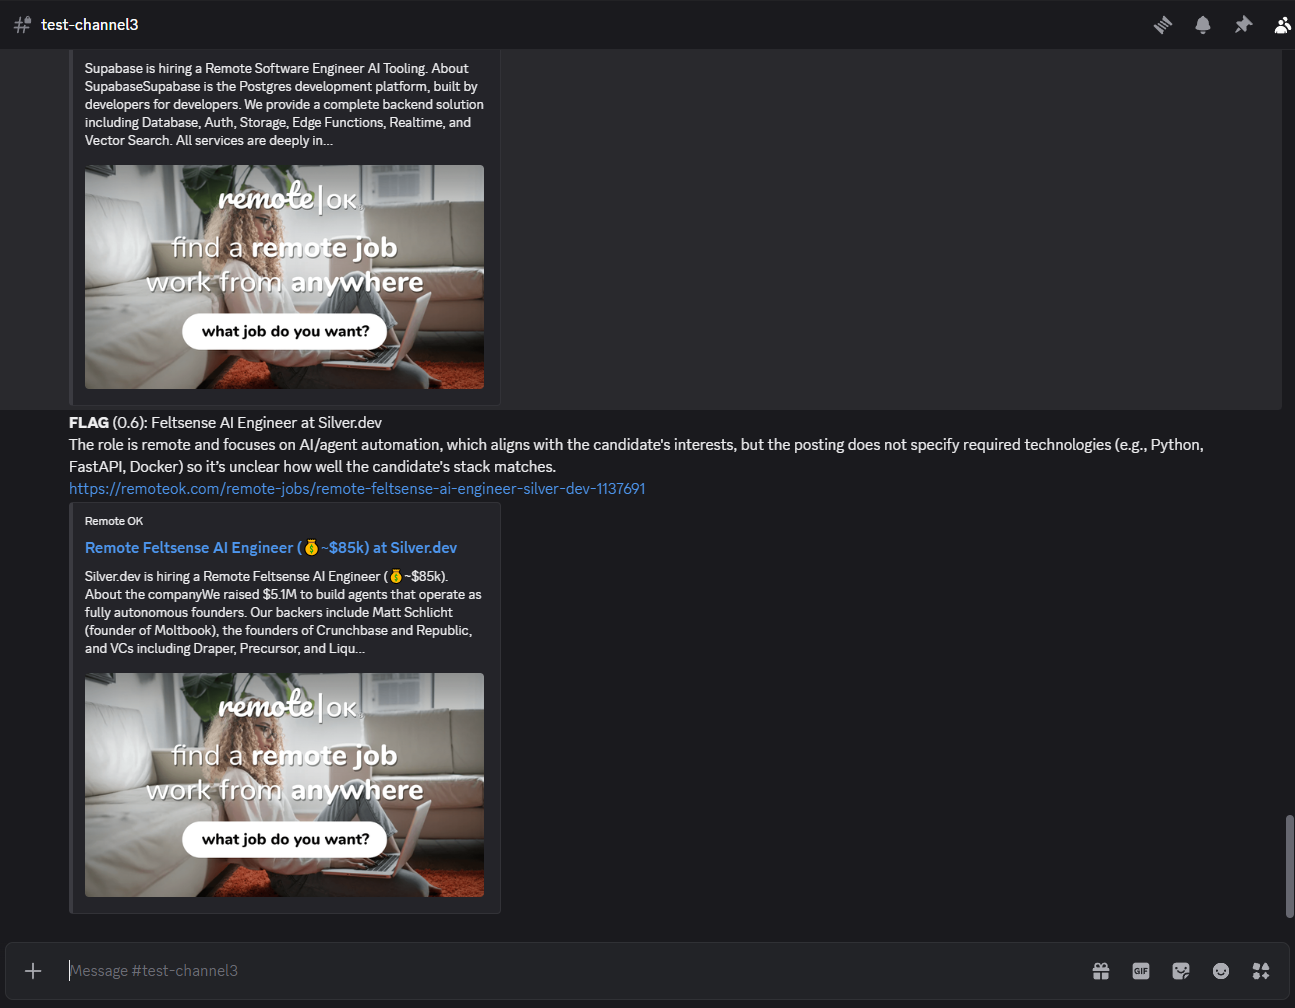 test-channel3
Supabase is hiring a Remote Software Engineer AI Tooling. About
SupabaseSupabase is the Postgres development platform, built by
developers for developers. We provide a complete backend solution
including Database, Auth, Storage, Edge Functions, Realtime, and
Vector Search. All services are deeply in...
remote|OK
find a remote job
work from anywhere
what job do you want?
FLAG (0.6): Feltsense AI Engineer at Silver.dev
The role is remote and focuses on AI/agent automation, which aligns with the candidate's interests, but the posting does not specify required technologies (e.g., Python,
FastAPI, Docker) so it’s unclear how well the candidate's stack matches.
https://remoteok.com/remote-jobs/remote-feltsense-ai-engineer-silver-dev-1137691
Remote OK
Remote Feltsense AI Engineer (💰~$85k) at Silver.dev
Silver.dev is hiring a Remote Feltsense AI Engineer (💰~$85k).
About the companyWe raised $5.1M to build agents that operate as
fully autonomous founders. Our backers include Matt Schlicht
(founder of Moltbook), the founders of Crunchbase and Republic,
and VCs including Draper, Precursor, and Liqu...
remote|OK
find a remote job
work from anywhere
what job do you want?
Message #test-channel3
GIF